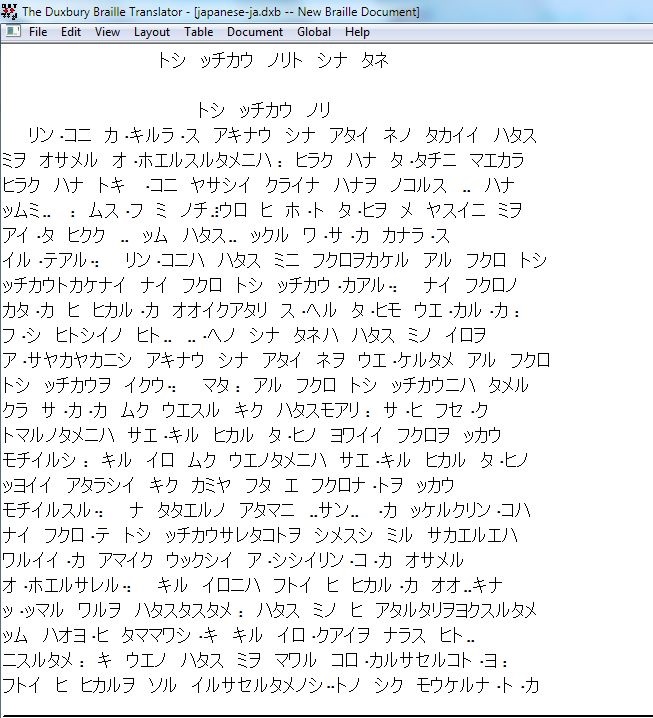 The Duxbury Braille Translator - [japanese-ja.dxb -- New Braille Document]
File Edit View Layout Table Document Global Help
トシ ッチカウ ノリト シナ タネ
トシ ッチカウ ノリ
リン ·コニ カ ·キルラ ·ス アキナウ シナ アタイ ネノ タカイイ ハタス
ミヲ オサメル オ ·ホエルスルタメニハ : ヒラク ハナ タ ·タチニ マエカラ
ヒラク ハナ トキ ·コニ ヤサシイ クライナ ハナヲ ノコルス .. ハナ
ッムミ.. : ムス ·フ ミ ノチ ウロ ヒ ホ ·ト タ ·ヒヲ メ ヤスイニ ミヲ
アイ ·タ ヒクク .. ッム ハタス.. ックル ワ ·サ ·カ カナラ ·ス
イル ·テアル リン ·コニハ ハタス ミニ フクロヲカケル アル フクロ トシ
ッチカウトカケナイ ナイ フクロ トシ ッチカウ ·カアル ナイ フクロノ
カタ ·カ ヒ ヒカル ·カ オオイクアタリ ス ·ヘル タ ·ヒモ ウエ ·カル ·カ :
フ ·シ ヒトシイノ ヒト.. .. ·ヘノ シナ タネハ ハタス ミノ イロヲ
ア ·サヤカヤカニシ アキナウ シナ アタイ ネヲ ウエ ·ケルタメ アル フクロ
トシ ッチカウヲ イクウ マタ : アル フクロ トシ ッチカウニハ タメル
クラ サ ·カ ·カ ムク ウエスル キク ハタスモアリ : サ ·ヒ フセ ·ク
トマルノタメニハ サエ ·キル ヒカル タ ·ヒノ ヨワイイ フクロヲ ッカウ
モチイルシ : キル イロ ムク ウエノタメニハ サエ ·キル ヒカル タ ·ヒノ
ッヨイイ アタラシイ キク カミヤ フタ エ フクロナ ·トヲ ッカウ
モチイルスル ナ タタエルノ アタマニ ..サン.. ·カ ッケルクリン ·コハ
ナイ フクロ ·テ トシ ッチカウサレタコトヲ シメスシ ミル サカエルエハ
ワルイイ ·カ アマイク ウックシイ ア ·シシイリン ·コ ·カ オサメル
オ ·ホエルサレル キル イロニハ フトイ ヒ ヒカル ·カ オオ..キナ
ッ ·ッマル ワルヲ ハタスタスタメ : ハタス ミノ ヒ アタルタリヲヨクスルタメ
ッム ハオヨ ·ヒ タママワシ ·キ キル イロ ·クアイヲ ナラス ヒト..
ニスルタメ : キ ウエノ ハタス ミヲ マワル コロ ·カルサセルコト ·ヨ :
フトイ ヒ ヒカルヲ ソル イルサセルタメノシ··トノ シク モウケルナ ·ト ·カ